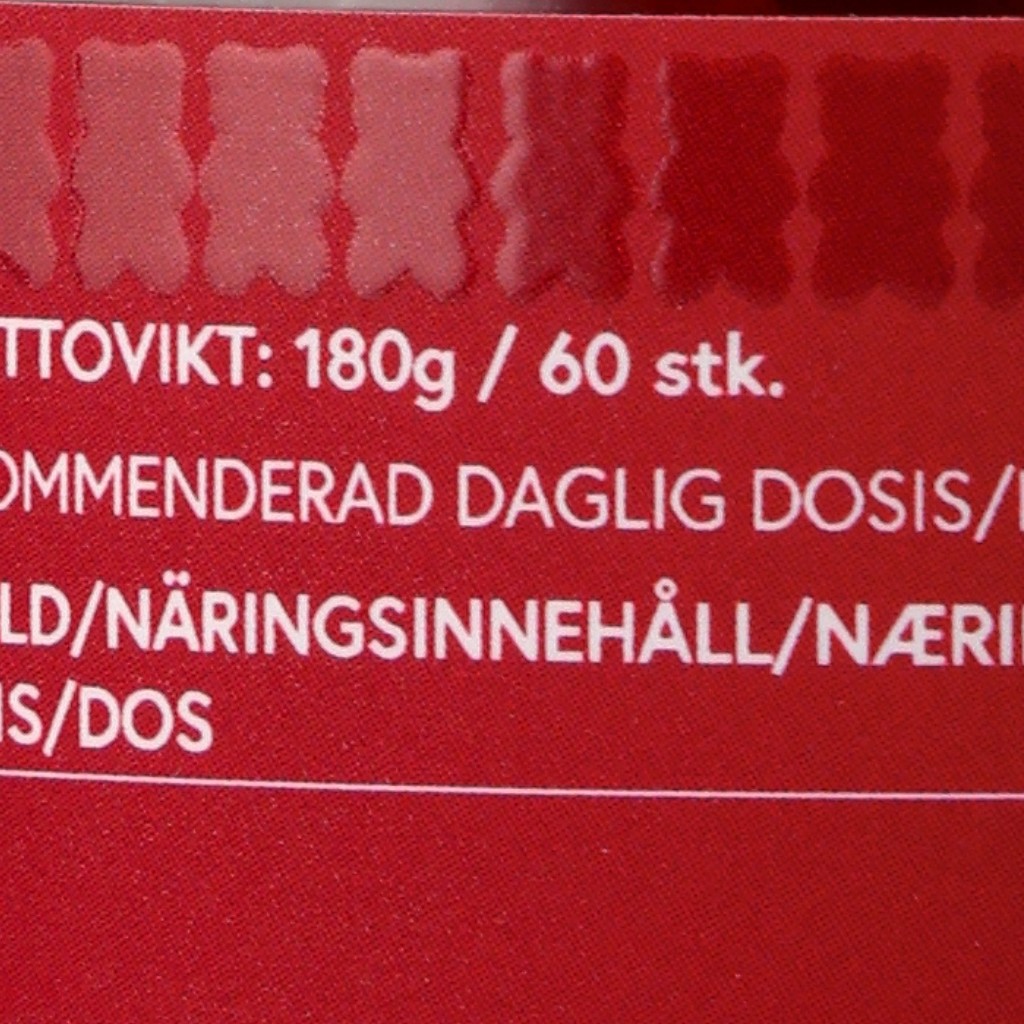 TTOVIKT: 180g / 60 stk.
OMMENDERAD DAGLIG DOSIS/
LD/NÄRINGSINNEHÅLL/NÆRI
IS/DOS